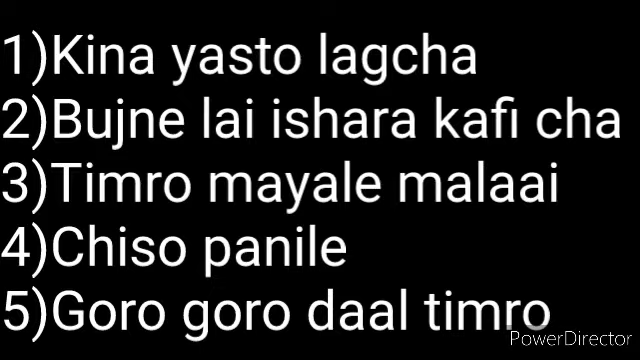 1)Kina yasto lagcha
2)Bujne lai ishara kafi cha
3)Timro mayale malaai
4)Chiso panile
5)Goro goro daal timro
PowerDirector